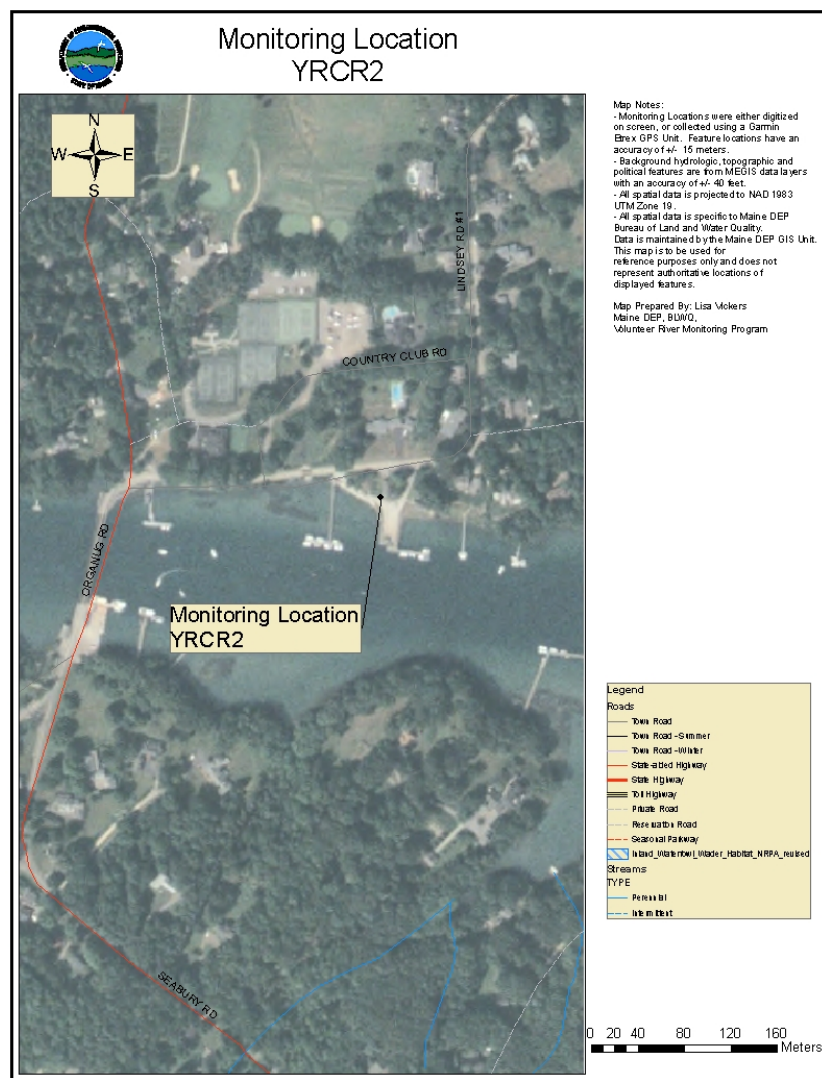 Monitoring Location
YRCR2
N
W E
S
LINDSEY RD #1
COUNTRY CLUB RD
ORGANUG RD
Monitoring Location
YRCR2
SEABURY RD
Map Notes:
- Monitoring Locations were either digitized
on screen, or collected using a Garmin
Etrex GPS Unit. Feature locations have an
accuracy of +/- 15 meters.
- Background hydrologic, topographic and
political features are from MEGIS data layers
with an accuracy of +/- 40 feet.
- All spatial data is projected to NAD 1983
UTM Zone 19.
- All spatial data is specific to Maine DEP
Bureau of Land and Water Quality.
Data is maintained by the Maine DEP GIS Unit.
This map is to be used for
reference purposes only and does not
represent authoritative locations of
displayed features.
Map Prepared By: Lisa Vickers
Maine DEP, BLWQ,
Volunteer River Monitoring Program
Legend
Roads
Town Road
Town Road - Summer
Town Road - Winter
State-aided Highway
State Highway
Toll Highway
Private Road
Reservation Road
Seasonal Parkway
Inland_Waterfowl_Wader_Habitat_NRPA_revised
Streams
TYPE
Perennial
Intermittent
0 20 40 80 120 160
Meters